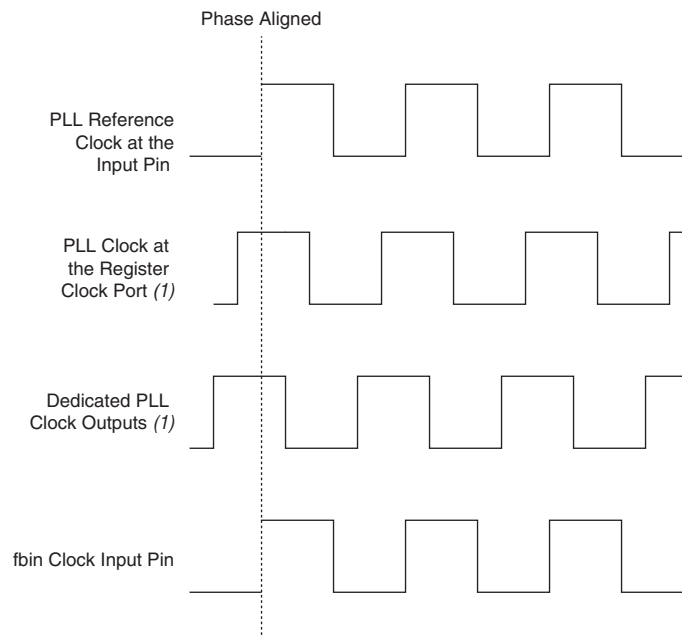 Phase Aligned
PLL Reference
Clock at the
Input Pin
PLL Clock at
the Register
Clock Port (1)
Dedicated PLL
Clock Outputs (1)
fbin Clock Input Pin